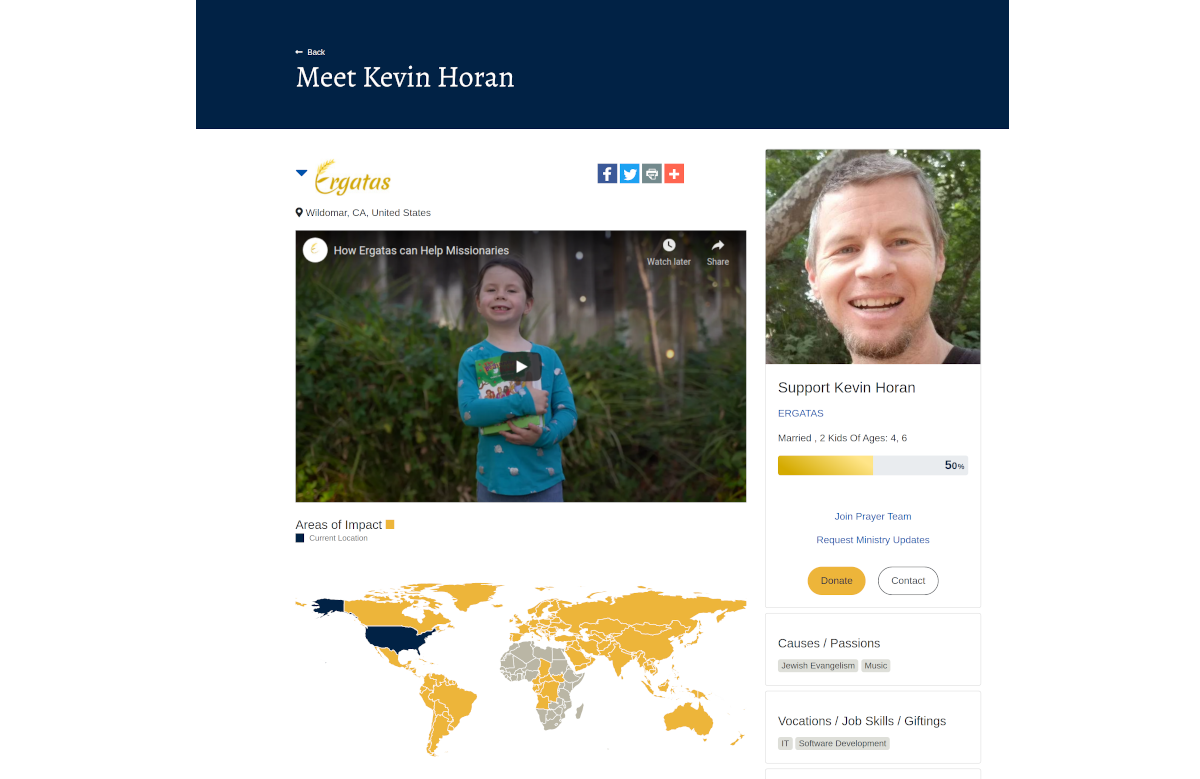 Back
Meet Kevin Horan
Ergatas
Wildomar, CA, United States
How Ergatas can Help Missionaries
Watch later
Share
Areas of Impact
Current Location
Support Kevin Horan
ERGATAS
Married , 2 Kids Of Ages: 4, 6
50%
Join Prayer Team
Request Ministry Updates
Donate
Contact
Causes / Passions
Jewish Evangelism
Music
Vocations / Job Skills / Giftings
IT
Software Development